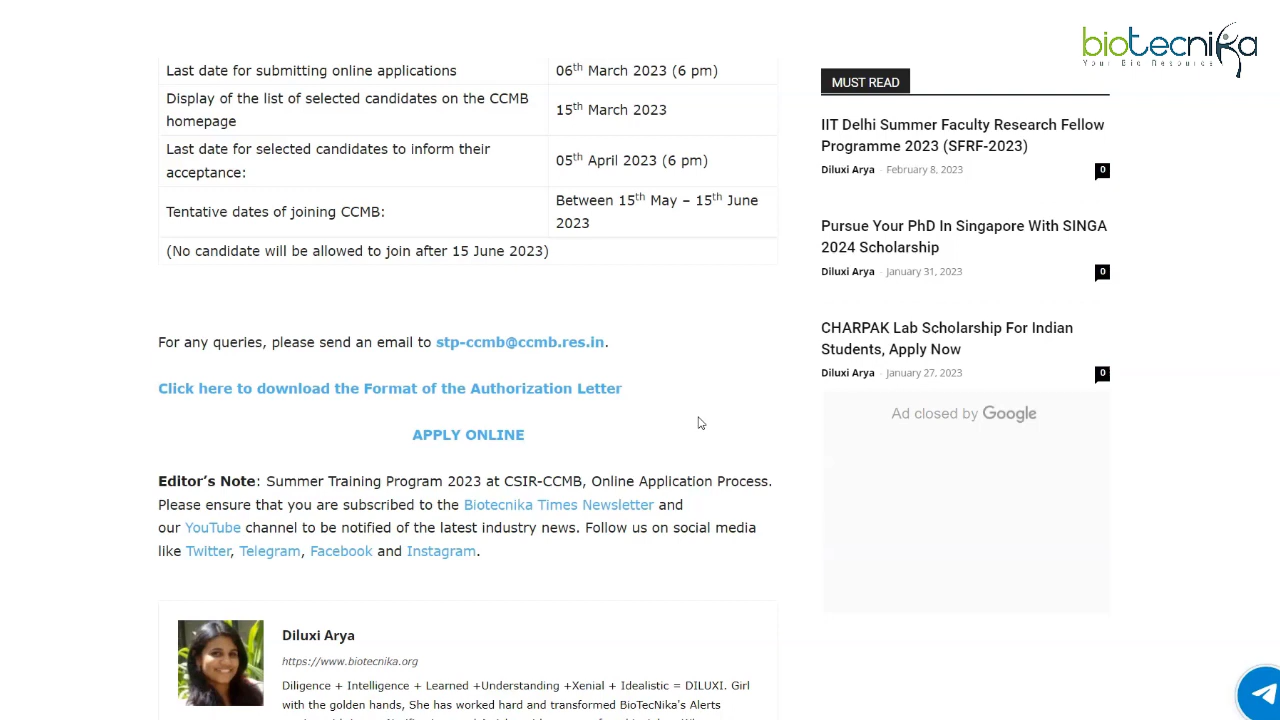 biotecnika
Your Bio Resource
Last date for submitting online applications
06th March 2023 (6 pm)
Display of the list of selected candidates on the CCMB
homepage
15th March 2023
Last date for selected candidates to inform their
acceptance:
05th April 2023 (6 pm)
Tentative dates of joining CCMB:
Between 15th May – 15th June
2023
(No candidate will be allowed to join after 15 June 2023)
For any queries, please send an email to stp-ccmb@ccmb.res.in.
Click here to download the Format of the Authorization Letter
APPLY ONLINE
Editor’s Note: Summer Training Program 2023 at CSIR-CCMB, Online Application Process.
Please ensure that you are subscribed to the Biotecnika Times Newsletter and
our YouTube channel to be notified of the latest industry news. Follow us on social media
like Twitter, Telegram, Facebook and Instagram.
Diluxi Arya
https://www.biotecnika.org
Diligence + Intelligence + Learned +Understanding +Xenial + Idealistic = DILUXI. Girl
with the golden hands, She has worked hard and transformed BioTecNika's Alerts
MUST READ
IIT Delhi Summer Faculty Research Fellow
Programme 2023 (SFRF-2023)
Diluxi Arya - February 8, 2023
0
Pursue Your PhD In Singapore With SINGA
2024 Scholarship
Diluxi Arya - January 31, 2023
0
CHARPAK Lab Scholarship For Indian
Students, Apply Now
Diluxi Arya - January 27, 2023
0
Ad closed by Google